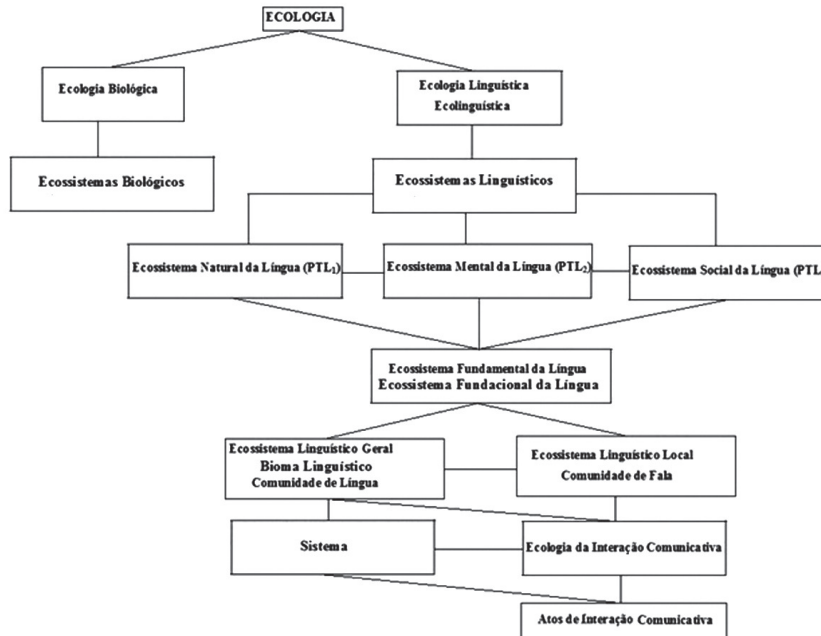 ECOLOGIA
Ecologia Biológica
Ecologia Linguística
Ecolinguística
Ecossistemas Biológicos
Ecossistemas Linguísticos
Ecossistema Natural da Língua (PTL₁)
Ecossistema Mental da Língua (PTL₂)
Ecossistema Social da Língua (PTL
Ecossistema Fundamental da Língua
Ecossistema Fundacional da Língua
Ecossistema Linguístico Geral
Bioma Linguístico
Comunidade de Língua
Ecossistema Linguístico Local
Comunidade de Fala
Sistema
Ecologia da Interação Comunicativa
Atos de Interação Comunicativa